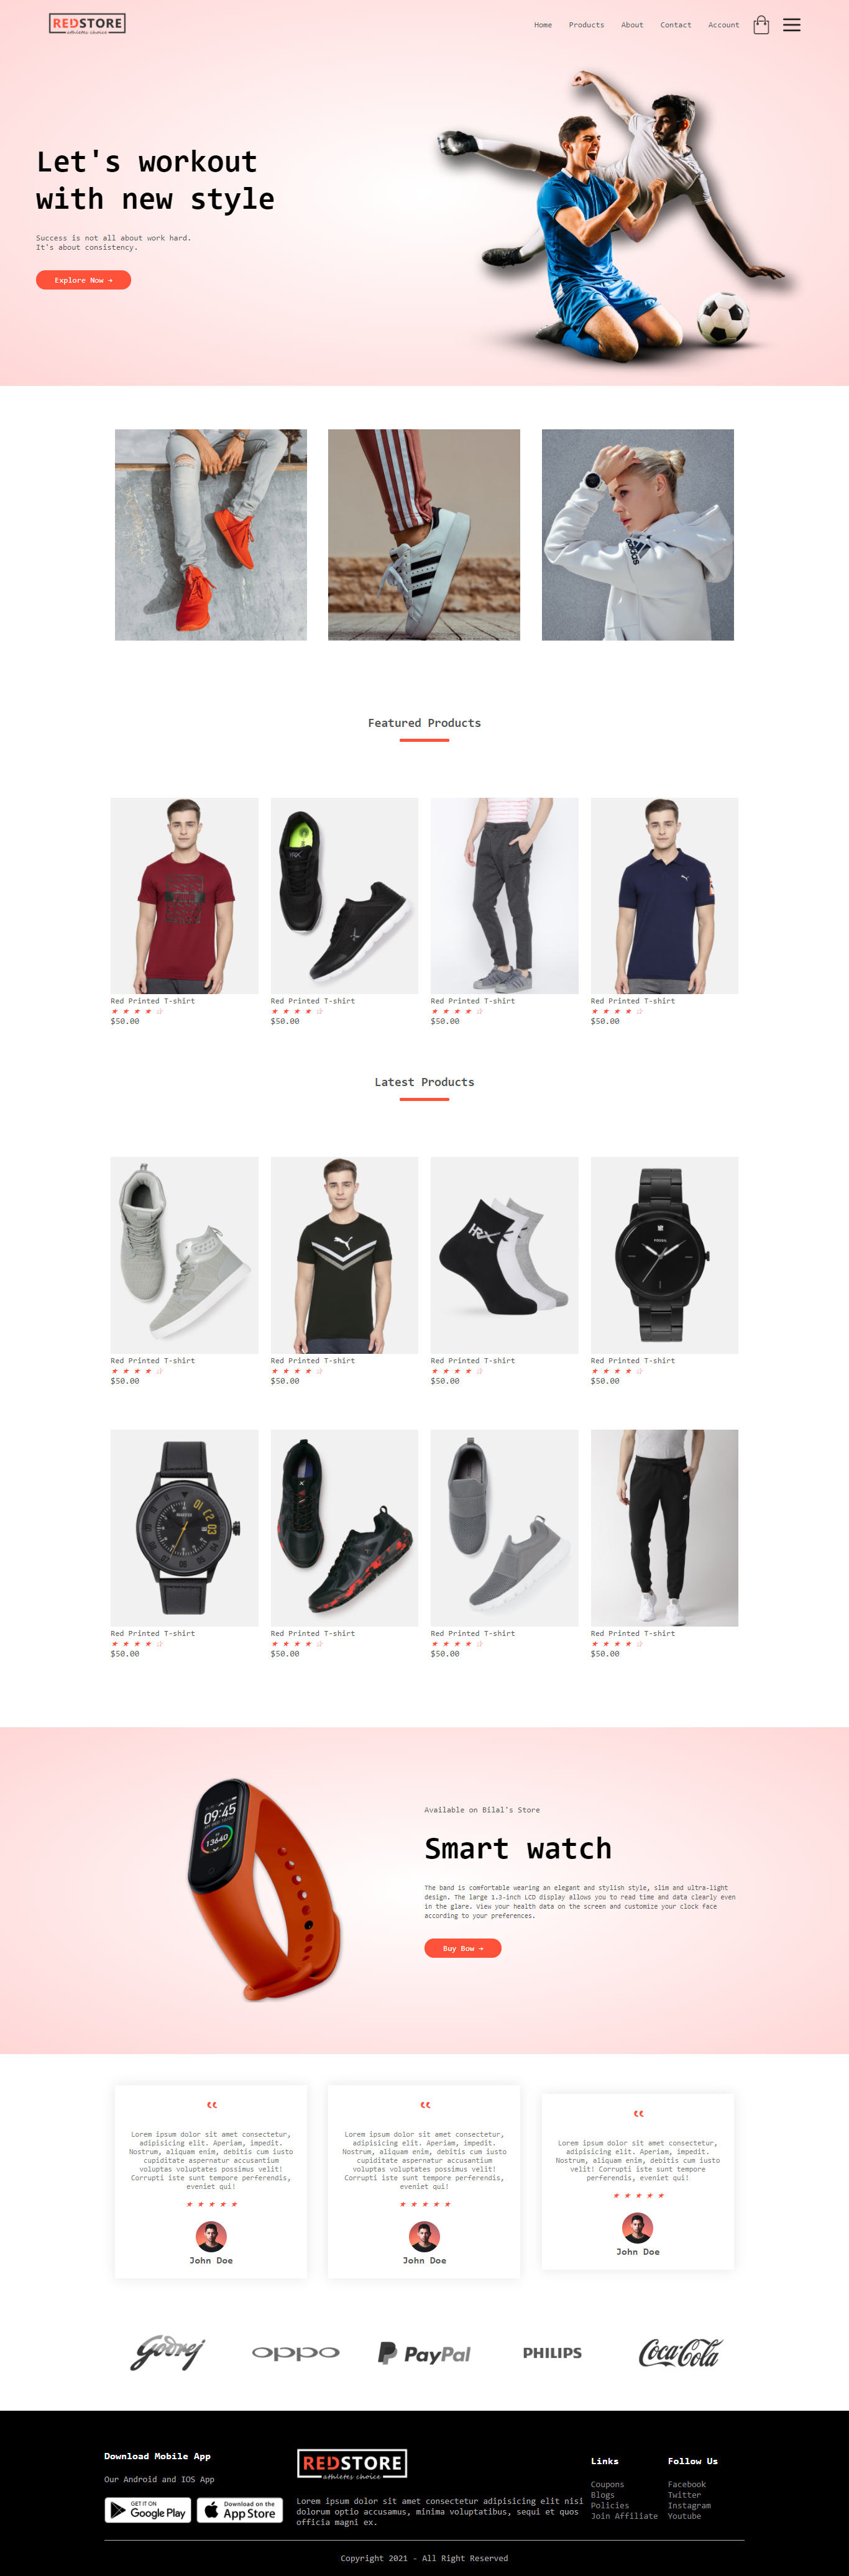 REDSTORE
athletes choice
Home Products About Contact Account
Let's workout
with new style
Success is not all about work hard.
It's about consistency.
Explore Now →
Featured Products
Red Printed T-shirt
★ ★ ★ ★ ☆
$50.00
Red Printed T-shirt
★ ★ ★ ★ ☆
$50.00
Red Printed T-shirt
★ ★ ★ ★ ☆
$50.00
Red Printed T-shirt
★ ★ ★ ★ ☆
$50.00
Latest Products
Red Printed T-shirt
★ ★ ★ ★ ☆
$50.00
Red Printed T-shirt
★ ★ ★ ★ ☆
$50.00
HRX
Red Printed T-shirt
★ ★ ★ ★ ☆
$50.00
FOSSIL
Red Printed T-shirt
★ ★ ★ ★ ☆
$50.00
Red Printed T-shirt
★ ★ ★ ★ ☆
$50.00
Red Printed T-shirt
★ ★ ★ ★ ☆
$50.00
Red Printed T-shirt
★ ★ ★ ★ ☆
$50.00
Red Printed T-shirt
★ ★ ★ ★ ☆
$50.00
09:45
13640
Available on Bilal's Store
Smart watch
The band is comfortable wearing an elegant and stylish style, slim and ultra-light
design. The large 1.3-inch LCD display allows you to read time and data clearly even
in the glare. View your health data on the screen and customize your clock face
according to your preferences.
Buy Bow →
“
Lorem ipsum dolor sit amet consectetur,
adipisicing elit. Aperiam, impedit.
Nostrum, aliquam enim, debitis cum iusto
cupiditate aspernatur accusantium
voluptas voluptates possimus velit!
Corrupti iste sunt tempore perferendis,
eveniet qui!
★ ★ ★ ★ ★
John Doe
“
Lorem ipsum dolor sit amet consectetur,
adipisicing elit. Aperiam, impedit.
Nostrum, aliquam enim, debitis cum iusto
cupiditate aspernatur accusantium
voluptas voluptates possimus velit!
Corrupti iste sunt tempore perferendis,
eveniet qui!
★ ★ ★ ★ ★
John Doe
“
Lorem ipsum dolor sit amet consectetur,
adipisicing elit. Aperiam, impedit.
Nostrum, aliquam enim, debitis cum iusto
velit! Corrupti iste sunt tempore
perferendis, eveniet qui!
★ ★ ★ ★ ★
John Doe
Godrej oppo PayPal PHILIPS Coca-Cola
Download Mobile App
Our Android and IOS App
GET IT ON
Google Play
Download on the
App Store
REDSTORE
athletes choice
Lorem ipsum dolor sit amet consectetur adipisicing elit nisi
dolorum optio accusamus, minima voluptatibus, sequi et quos
officia magni ex.
Links
Coupons
Blogs
Policies
Join Affiliate
Follow Us
Facebook
Twitter
Instagram
Youtube
Copyright 2021 - All Right Reserved